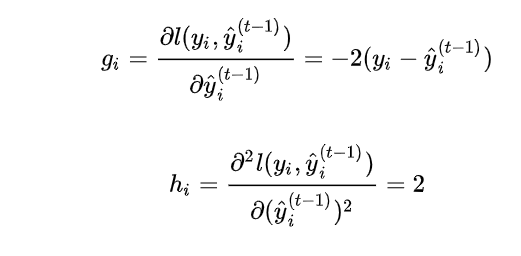 $g_i = \frac{\partial l(y_i, \hat{y}_i^{(t-1)})}{\partial \hat{y}_i^{(t-1)}} = -2(y_i - \hat{y}_i^{(t-1)})$
$h_i = \frac{\partial^2 l(y_i, \hat{y}_i^{(t-1)})}{\partial (\hat{y}_i^{(t-1)})^2} = 2$